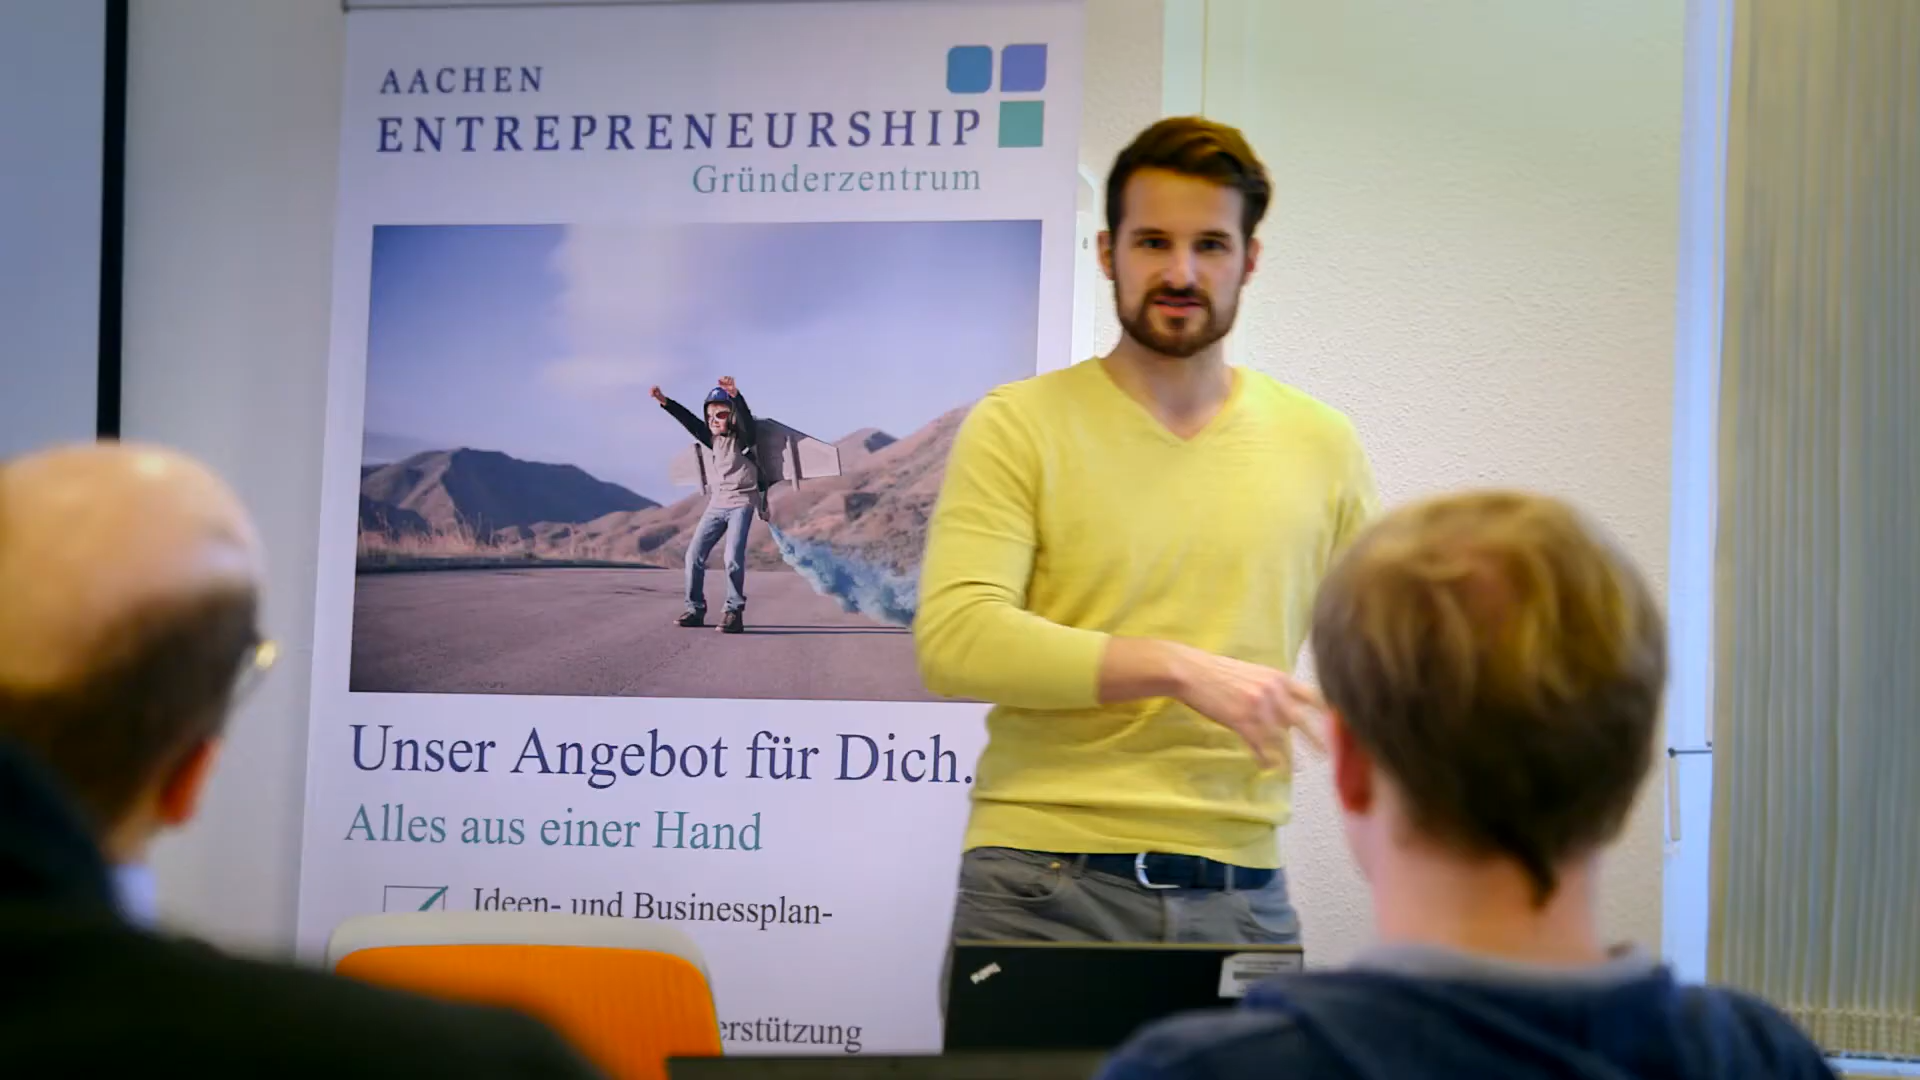 AACHEN
ENTREPRENEURSHIP
Gründerzentrum
Unser Angebot für Dich.
Alles aus einer Hand
Ideen- und Businessplan-
erstützung